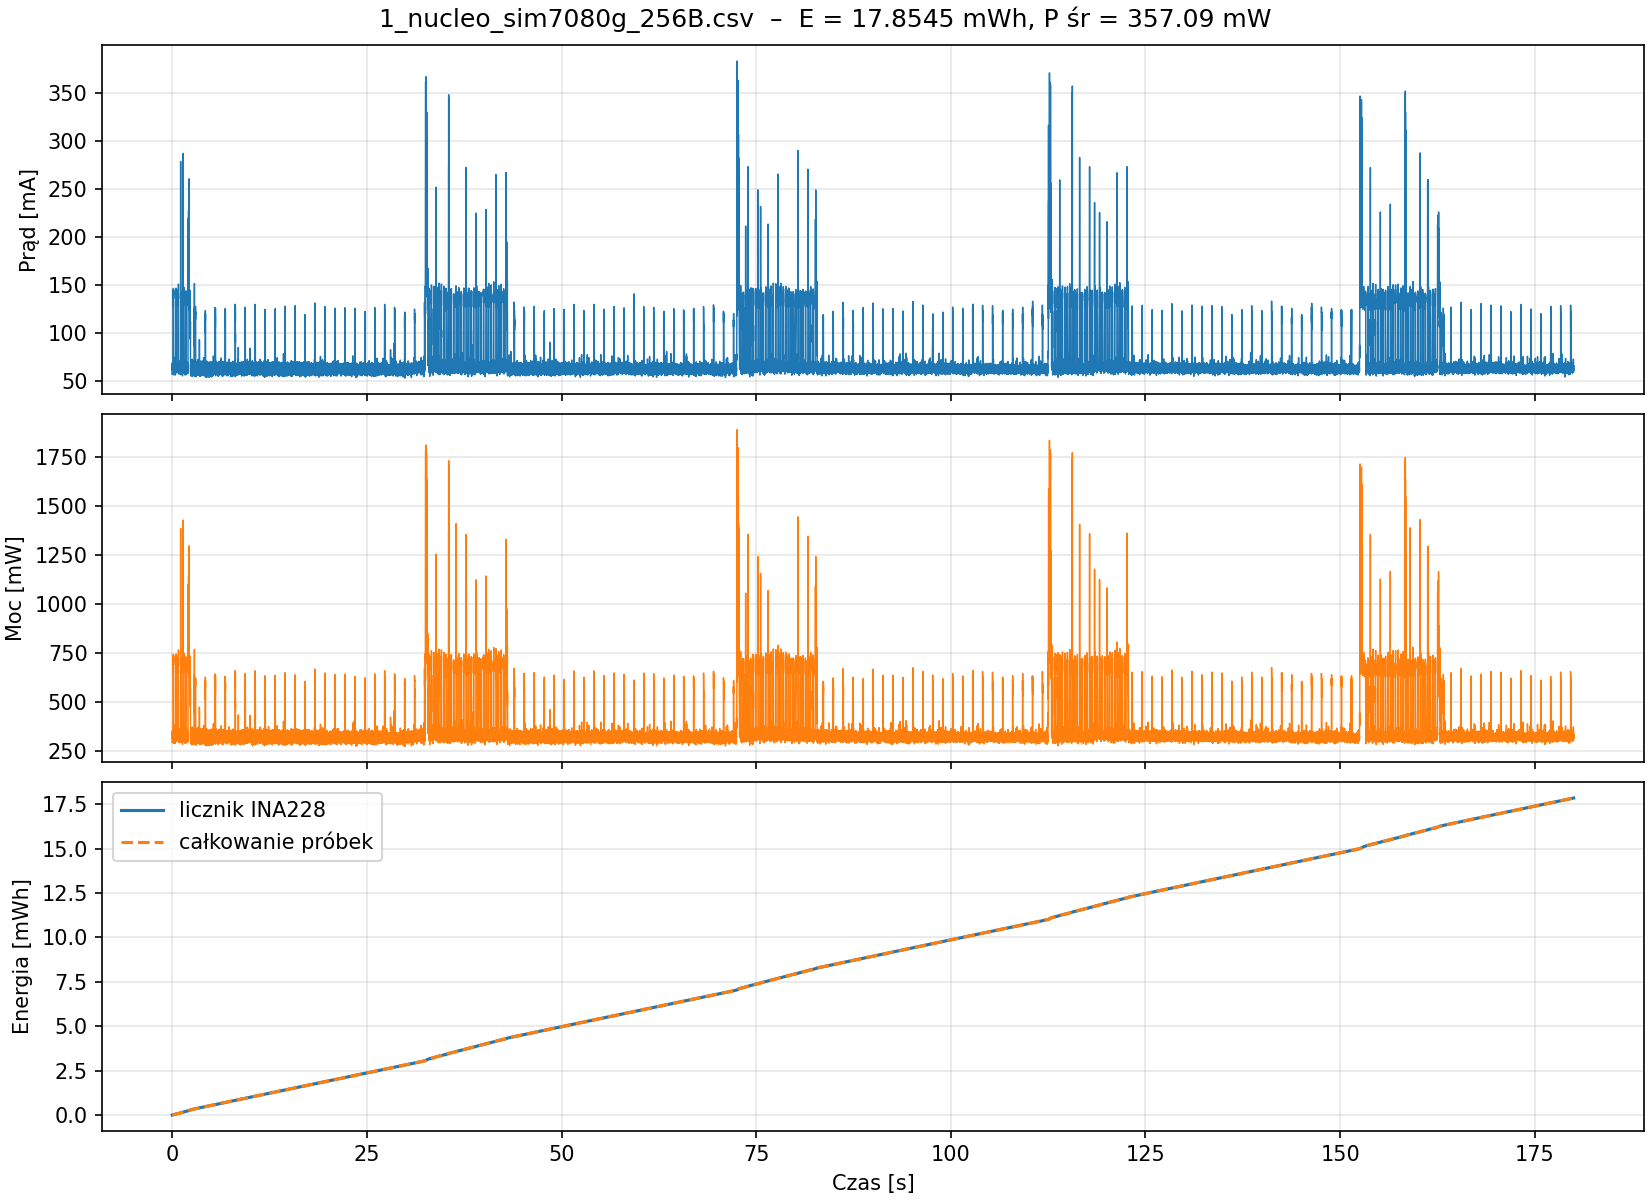 1_nucleo_sim7080g_256B.csv – E = 17.8545 mWh, P śr = 357.09 mW
350
300
250
200
150
100
50
Prąd [mA]
1750
1500
1250
1000
750
500
250
Moc [mW]
licznik INA228
całkowanie próbek
17.5
15.0
12.5
10.0
7.5
5.0
2.5
0.0
Energia [mWh]
0 25 50 75 100 125 150 175
Czas [s]